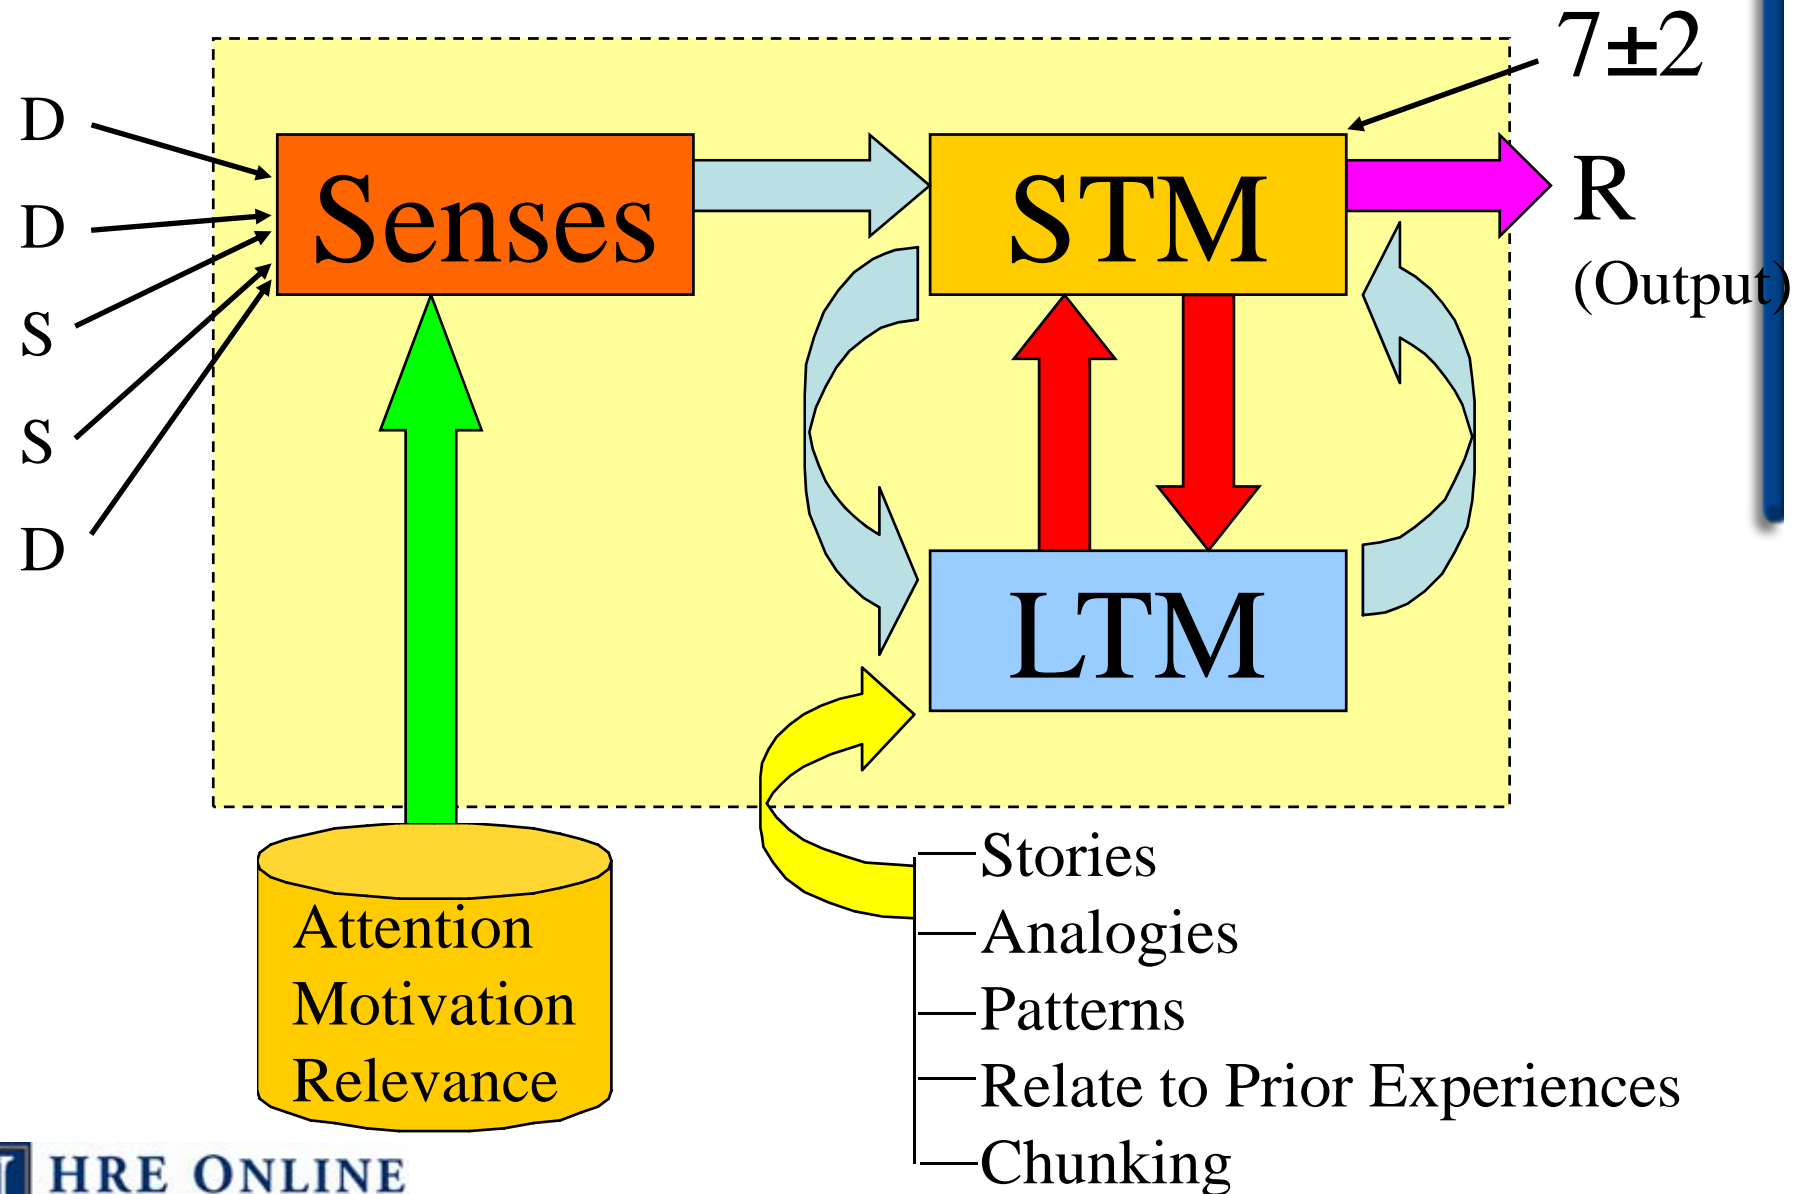 7±2
D
Senses
STM
R
D
(Output)
S
S
D
LTM
Stories
Attention
Analogies
Motivation
Patterns
Relevance
Relate to Prior Experiences
Chunking
HRE ONLINE